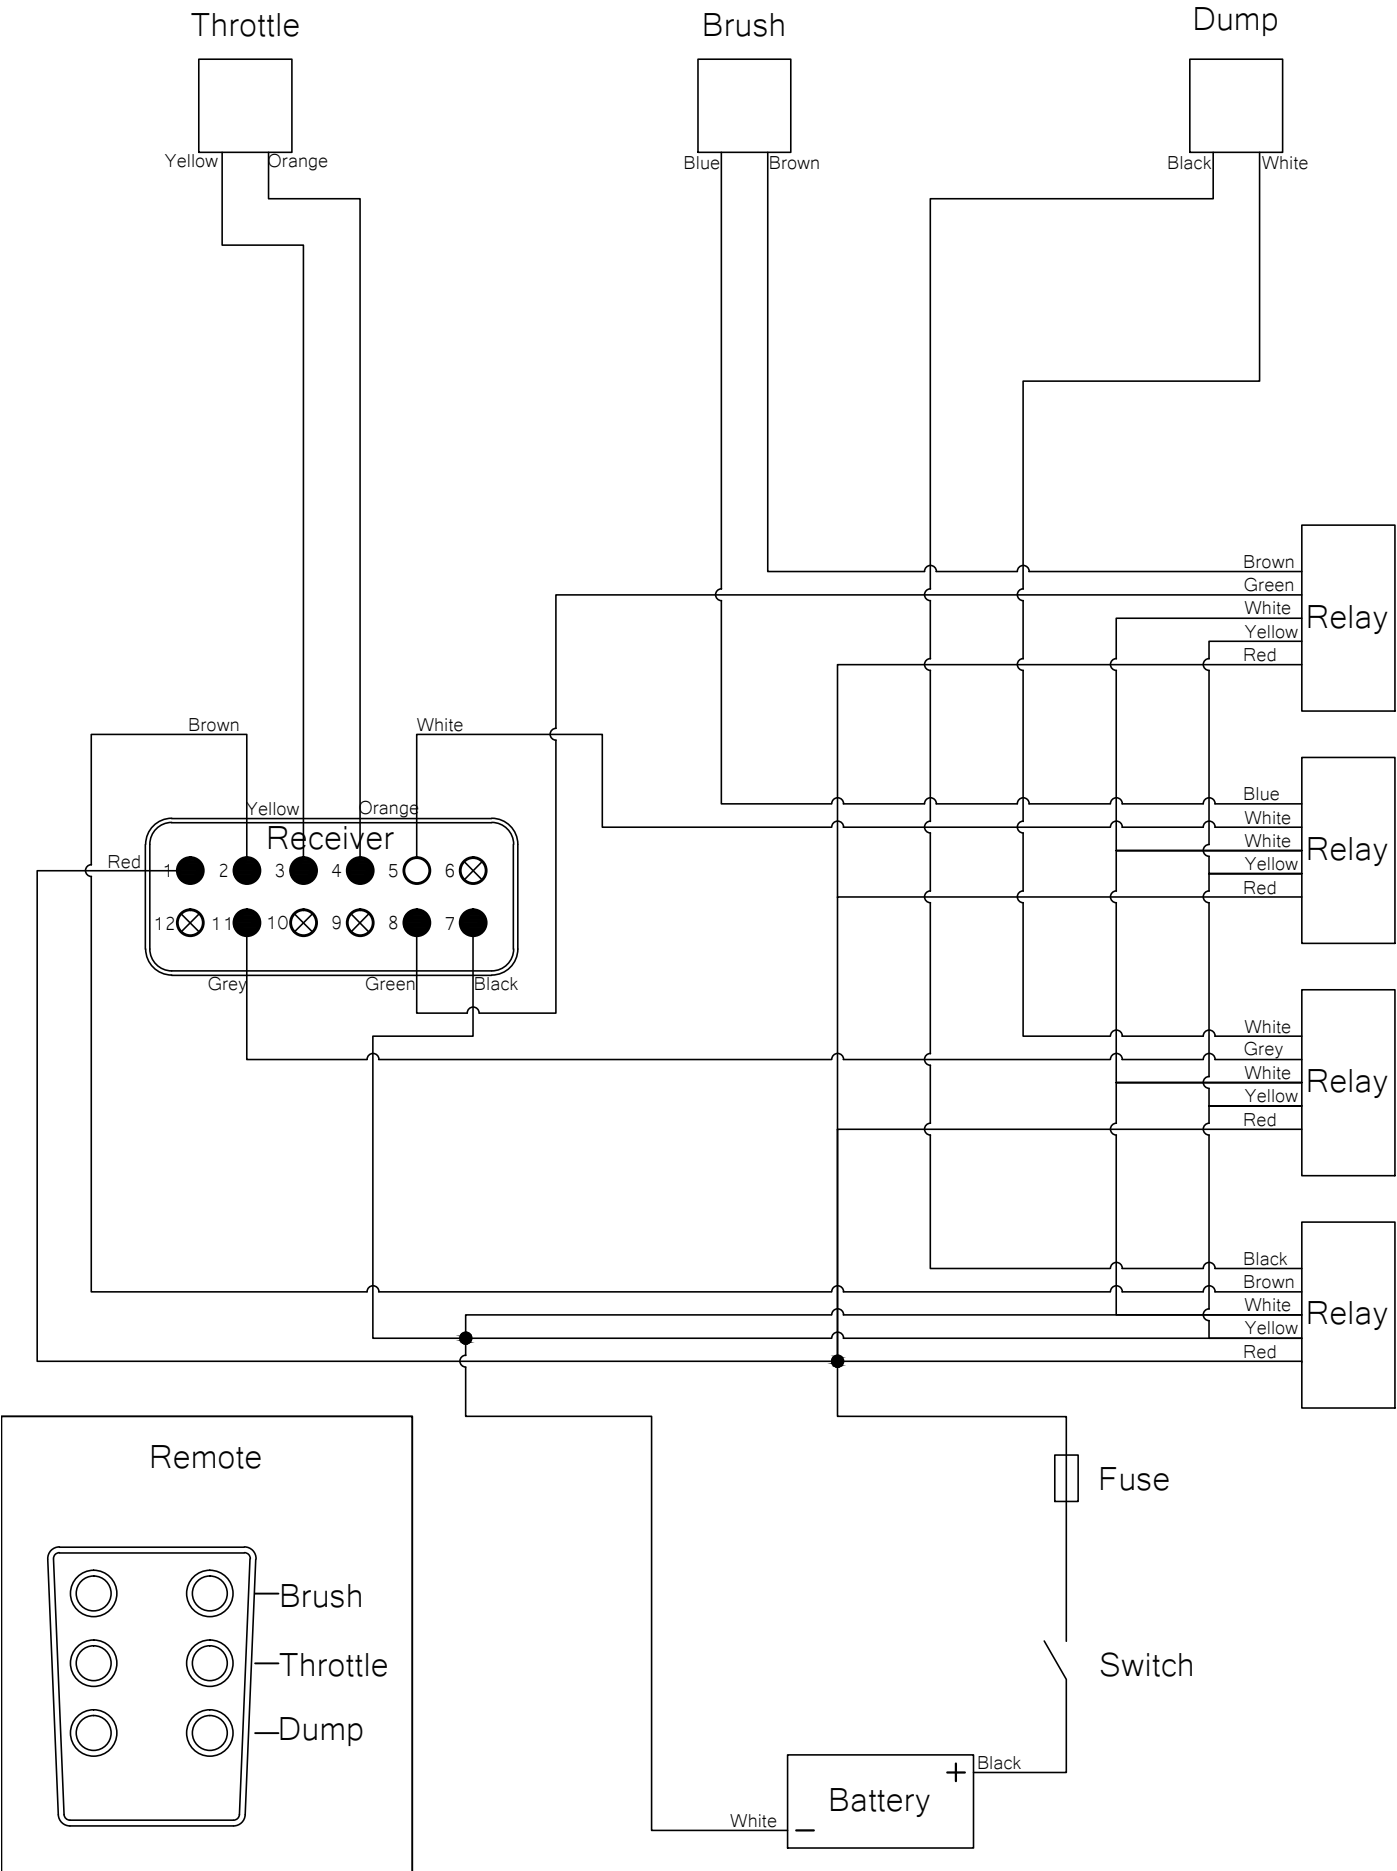 Throttle
Brush
Dump
Yellow
Orange
Blue
Brown
Black
White
Brown
Green
White
Yellow
Red
Relay
Brown
White
Yellow
Orange
Receiver
Red
1
2
3
4
5
6
12
11
10
9
8
7
Grey
Green
Black
Blue
White
White
Yellow
Red
Relay
White
Grey
White
Yellow
Red
Relay
Black
Brown
White
Yellow
Red
Relay
Remote
Brush
Throttle
Dump
Fuse
Switch
Black
+
Battery
White
−